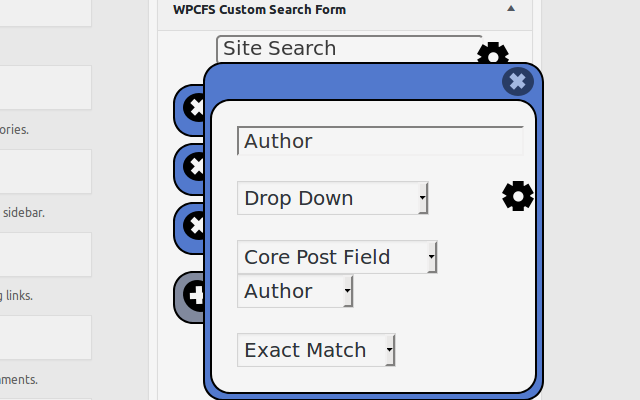 WPCFS Custom Search Form
Site Search
Author
ories.
Drop Down
sidebar.
Core Post Field
Author
links.
Exact Match
ments.